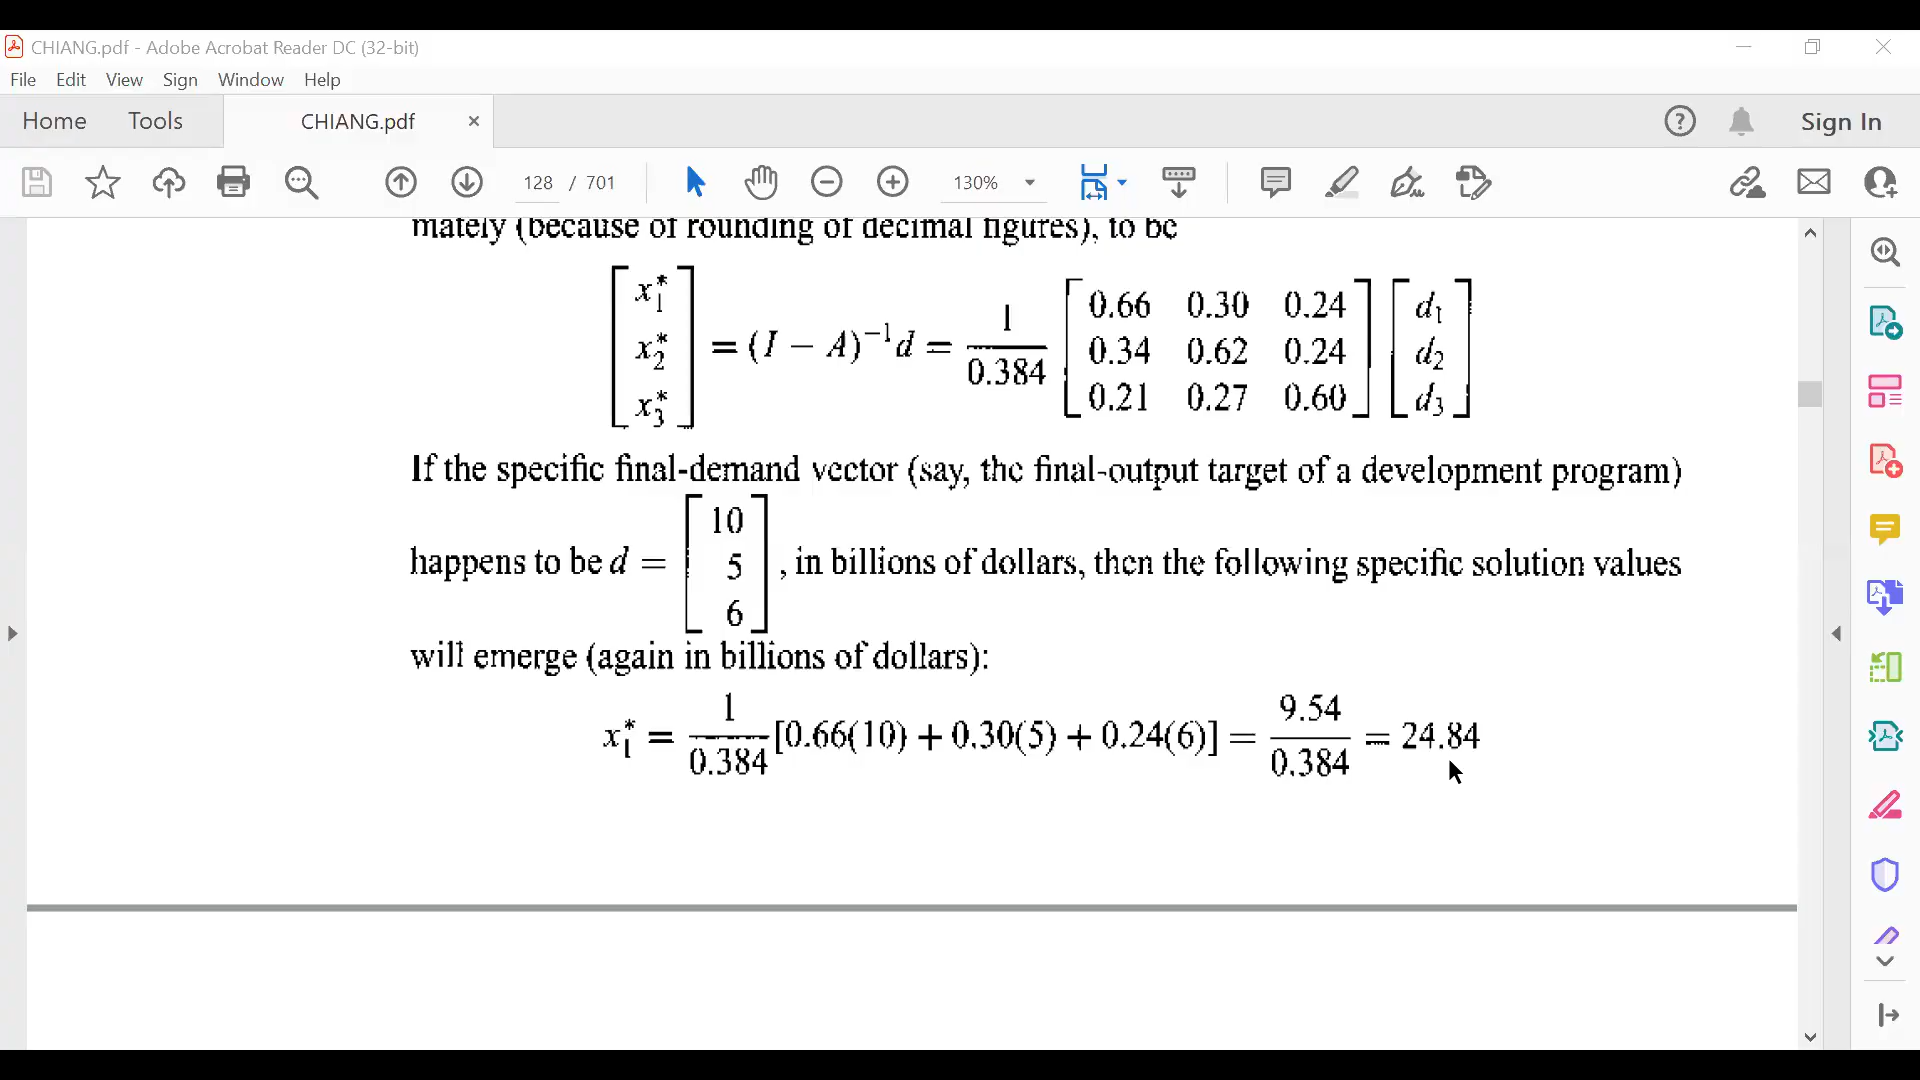 CHIANG.pdf - Adobe Acrobat Reader DC (32-bit)
File Edit View Sign Window Help
Home Tools CHIANG.pdf × Sign In
128 / 701 130%
mately (because of rounding of decimal figures), to be
[x₁* x₂* x₃*] = (I − A)⁻¹d = 1/0.384 [0.66 0.30 0.24; 0.34 0.62 0.24; 0.21 0.27 0.60] [d₁ d₂ d₃]
If the specific final-demand vector (say, the final-output target of a development program)
happens to be d = [10 5 6], in billions of dollars, then the following specific solution values
will emerge (again in billions of dollars):
x₁* = 1/0.384 [0.66(10) + 0.30(5) + 0.24(6)] = 9.54/0.384 = 24.84